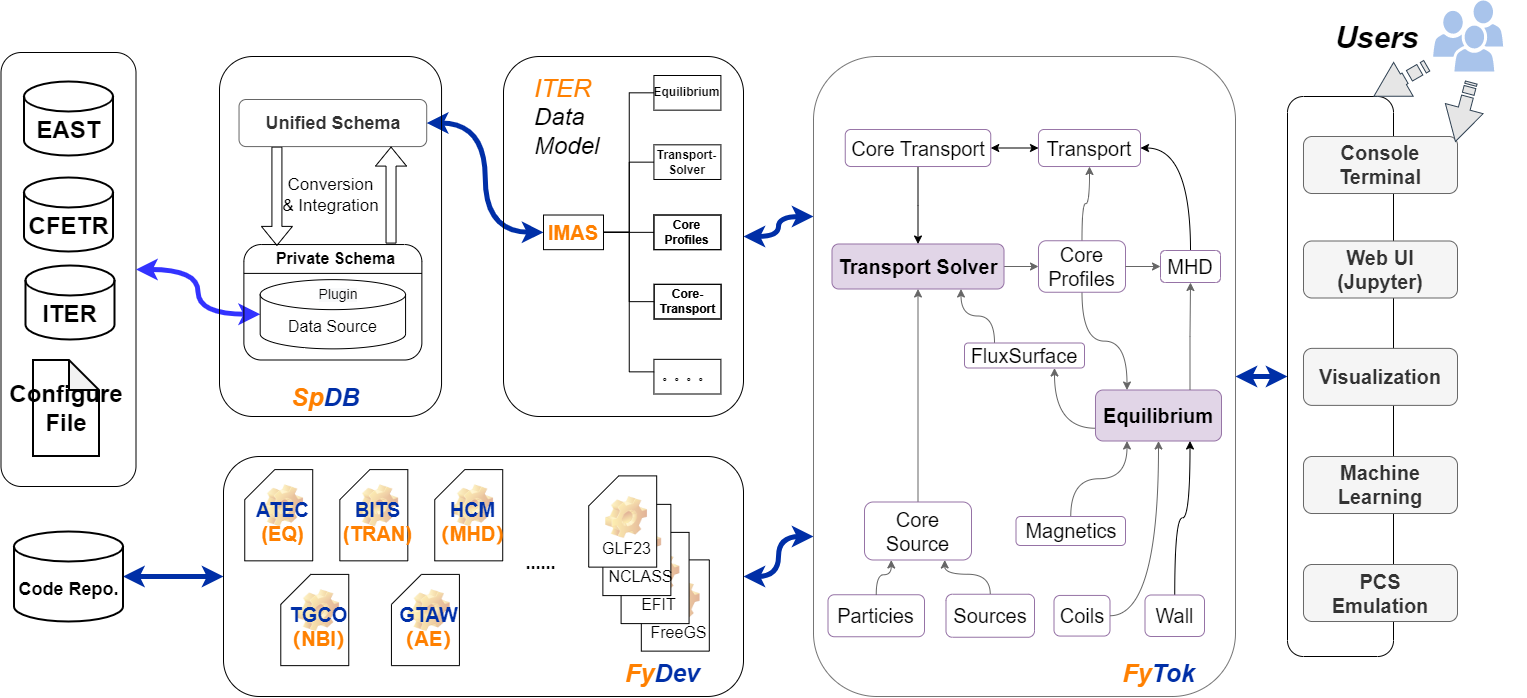 Users
EAST
CFETR
ITER
Configure
File
Unified Schema
Conversion
& Integration
Private Schema
Plugin
Data Source
SpDB
ITER
Data
Model
IMAS
Equilibrium
Transport-
Solver
Core
Profiles
Core-
Transport
。。。。
Core Transport
Transport
Transport Solver
Core
Profiles
MHD
FluxSurface
Equilibrium
Core
Source
Magnetics
Particies
Sources
Coils
Wall
FyTok
Console
Terminal
Web UI
(Jupyter)
Visualization
Machine
Learning
PCS
Emulation
Code Repo.
ATEC
(EQ)
BITS
(TRAN)
HCM
(MHD)
TGCO
(NBI)
GTAW
(AE)
......
GLF23
NCLASS
EFIT
FreeGS
FyDev